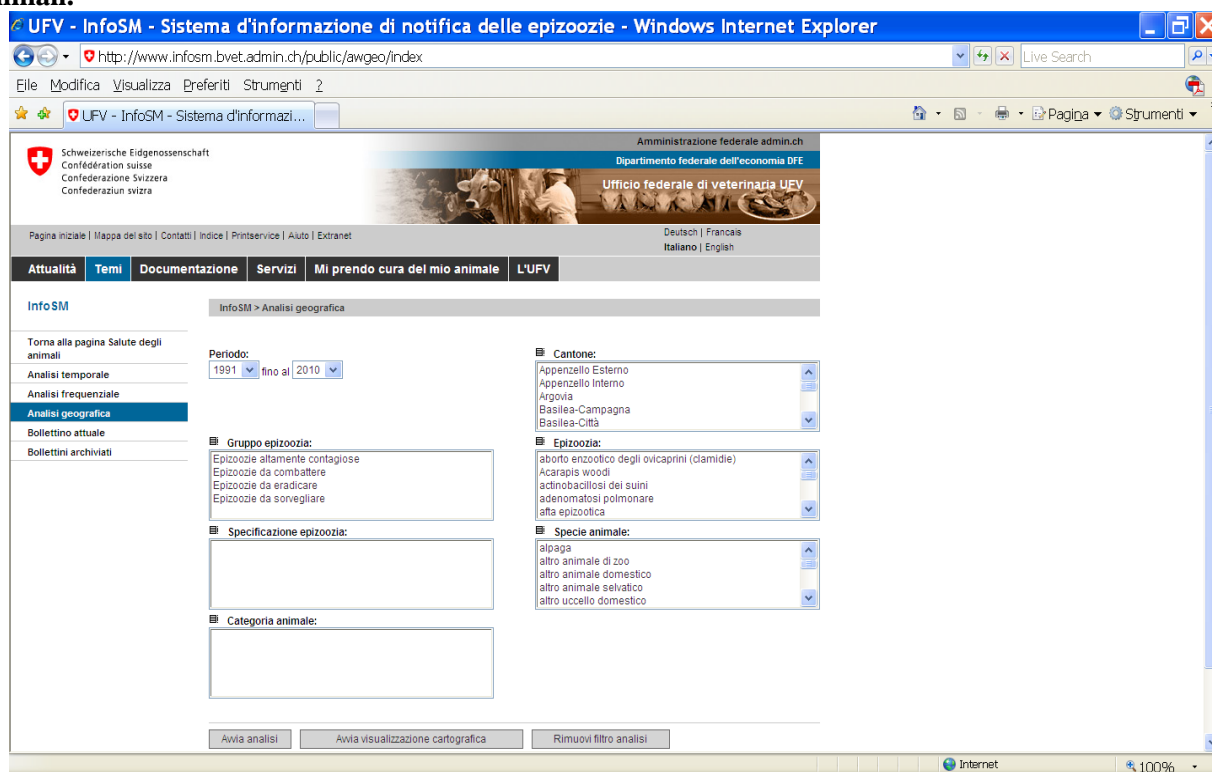 UFV - InfoSM - Sistema d'informazione di notifica delle epizoozie - Windows Internet Explorer
http://www.infosm.bvet.admin.ch/public/awgeo/index
Live Search
File Modifica Visualizza Preferiti Strumenti ?
UFV - InfoSM - Sistema d'informazi...
Pagina
Strumenti
Schweizerische Eidgenossenschaft
Confédération suisse
Confederazione Svizzera
Confederaziun svizra
Amministrazione federale admin.ch
Dipartimento federale dell'economia DFE
Ufficio federale di veterinaria UFV
Pagina iniziale | Mappa del sito | Contatti | Indice | Printservice | Aiuto | Extranet
Deutsch | Francais
Italiano | English
Attualità Temi Documentazione Servizi Mi prendo cura del mio animale L'UFV
InfoSM
InfoSM > Analisi geografica
Torna alla pagina Salute degli
animali
Analisi temporale
Analisi frequenziale
Analisi geografica
Bollettino attuale
Bollettini archiviati
Periodo:
1991 fino al 2010
Cantone:
Appenzello Esterno
Appenzello Interno
Argovia
Basilea-Campagna
Basilea-Città
Gruppo epizoozia:
Epizoozie altamente contagiose
Epizoozie da combattere
Epizoozie da eradicare
Epizoozie da sorvegliare
Epizoozia:
aborto enzootico degli ovicaprini (clamidie)
Acarapis woodi
actinobacillosi dei suini
adenomatosi polmonare
afta epizootica
Specificazione epizoozia:
Specie animale:
alpaga
altro animale di zoo
altro animale domestico
altro animale selvatico
altro uccello domestico
Categoria animale:
Avvia analisi
Avvia visualizzazione cartografica
Rimuovi filtro analisi
Internet
100%